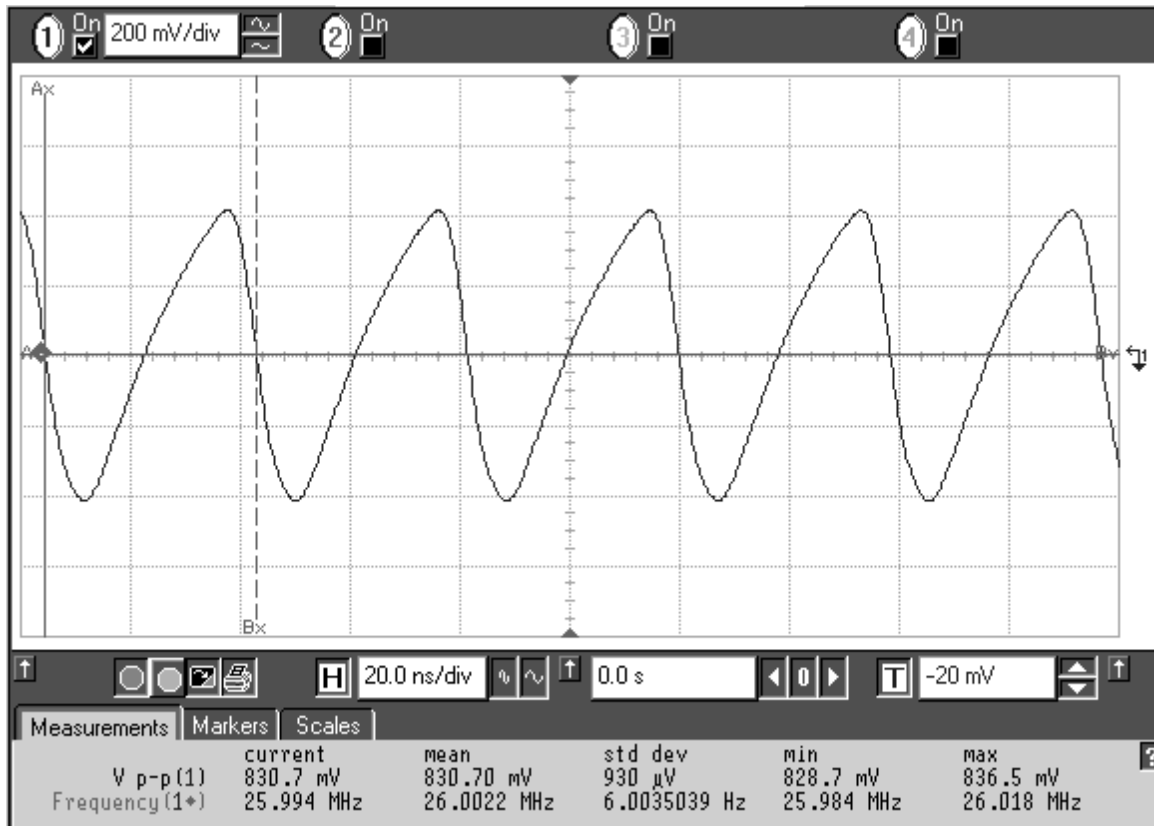 1 On 200 mV/div 2 On 3 On 4 On
Ax
Bx
H 20.0 ns/div 0.0 s 0 T -20 mV
Measurements Markers Scales
current mean std dev min max
V p-p(1) 830.7 mV 830.70 mV 930 µV 828.7 mV 836.5 mV
Frequency(1♦) 25.994 MHz 26.0022 MHz 6.0035039 Hz 25.984 MHz 26.018 MHz
?